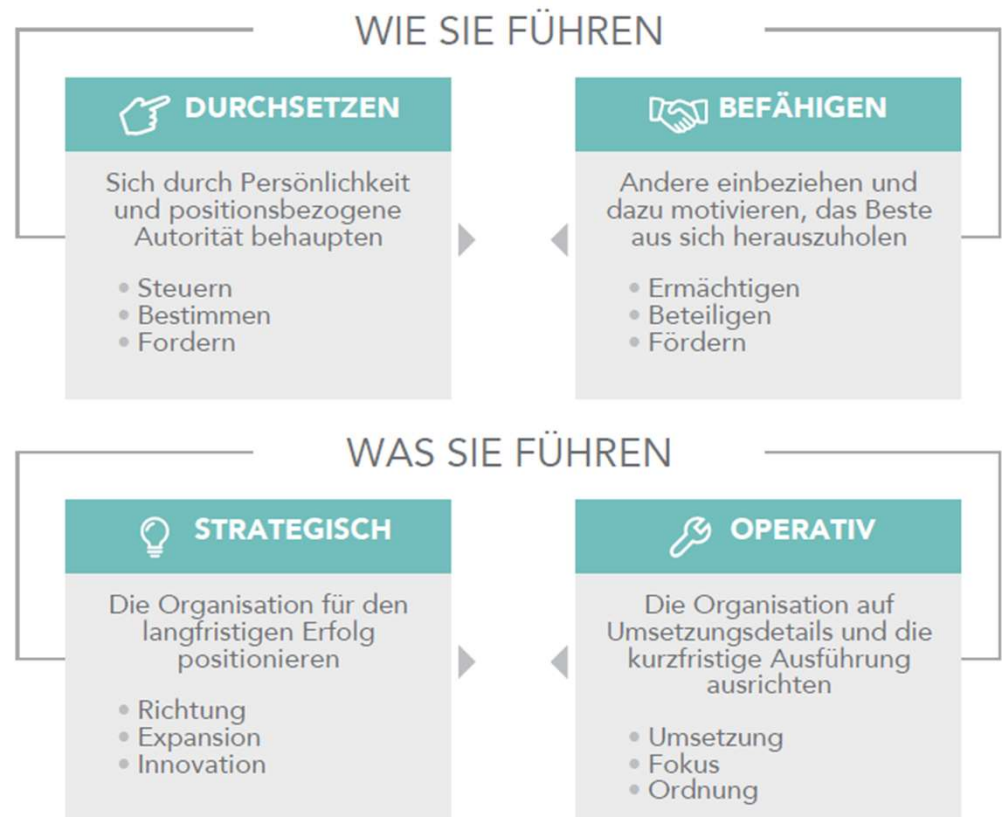 WIE SIE FÜHREN
DURCHSETZEN
Sich durch Persönlichkeit
und positionsbezogene
Autorität behaupten
• Steuern
• Bestimmen
• Fordern
BEFÄHIGEN
Andere einbeziehen und
dazu motivieren, das Beste
aus sich herauszuholen
• Ermächtigen
• Beteiligen
• Fördern
WAS SIE FÜHREN
STRATEGISCH
Die Organisation für den
langfristigen Erfolg
positionieren
• Richtung
• Expansion
• Innovation
OPERATIV
Die Organisation auf
Umsetzungsdetails und die
kurzfristige Ausführung
ausrichten
• Umsetzung
• Fokus
• Ordnung